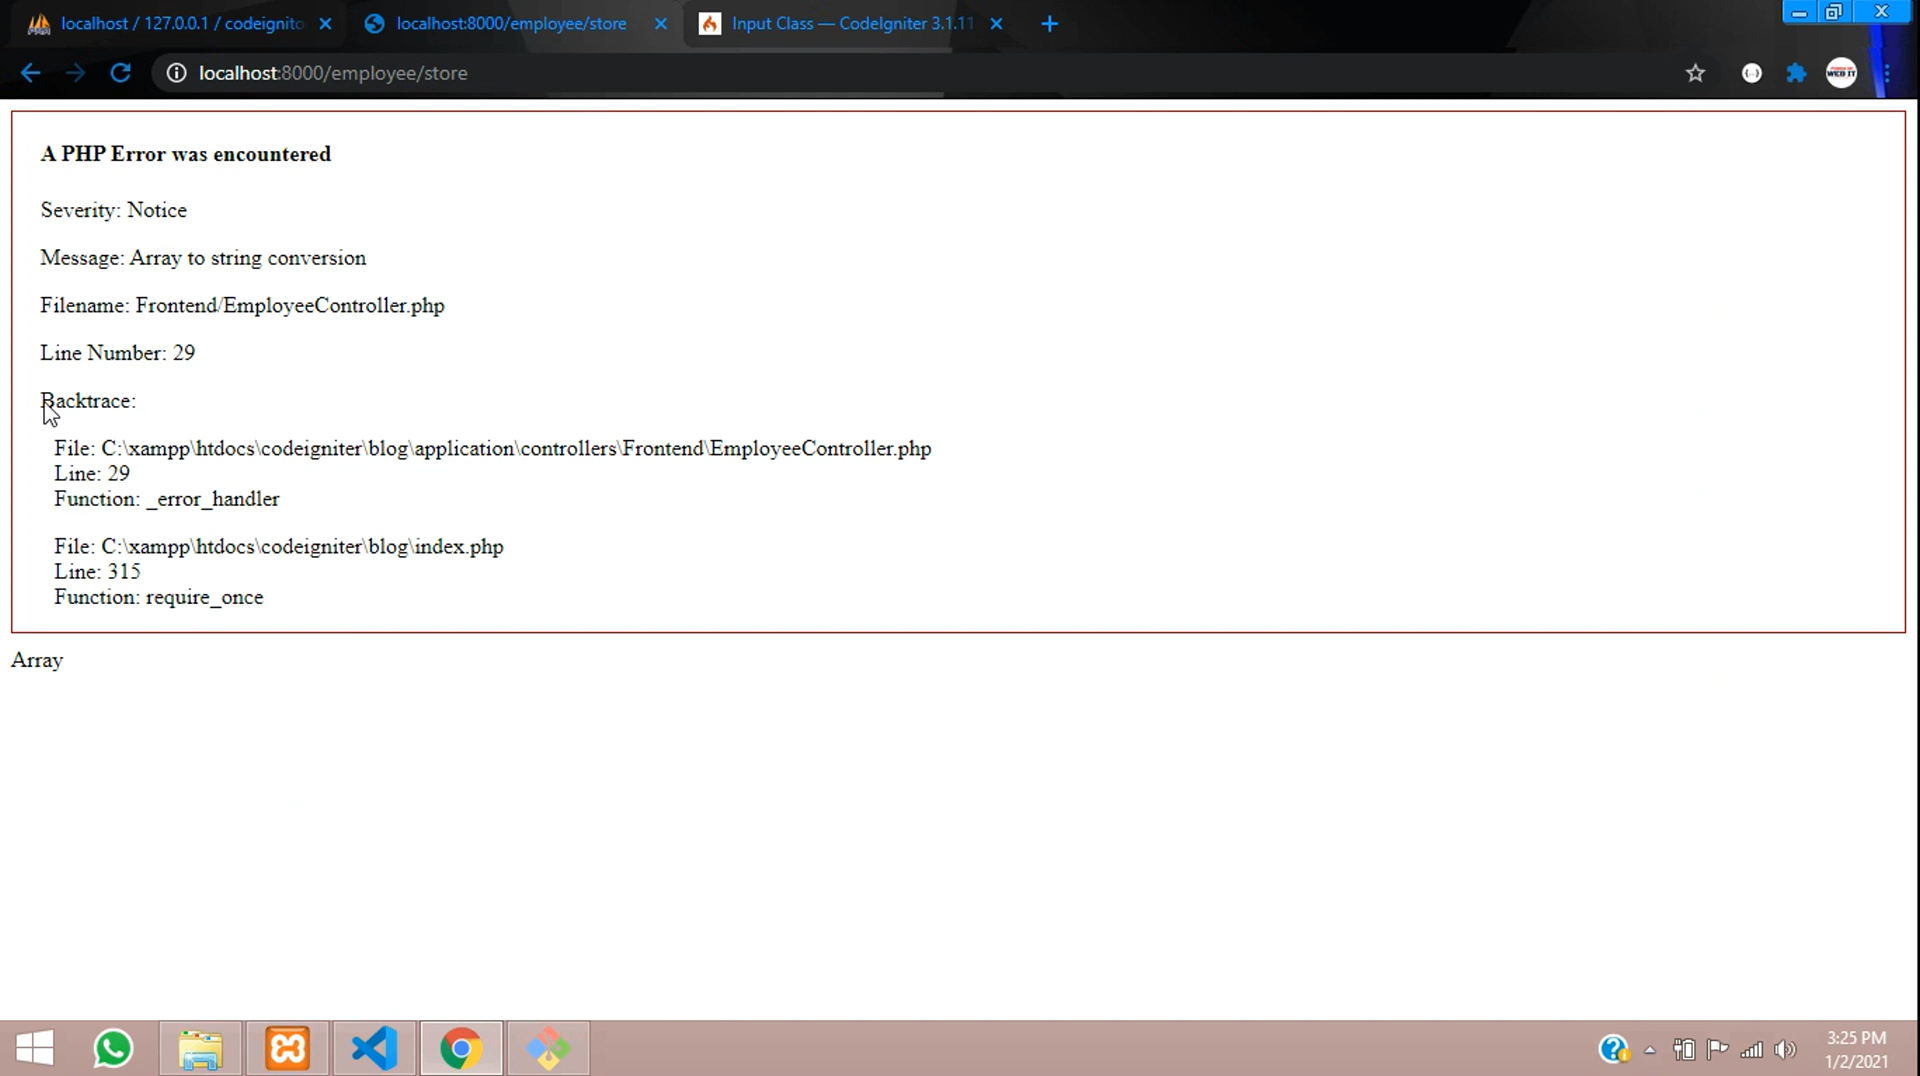 localhost / 127.0.0.1 / codeignito
localhost:8000/employee/store
Input Class — CodeIgniter 3.1.11
localhost:8000/employee/store
WEB IT
A PHP Error was encountered
Severity: Notice
Message: Array to string conversion
Filename: Frontend/EmployeeController.php
Line Number: 29
Backtrace:
File: C:\xampp\htdocs\codeigniter\blog\application\controllers\Frontend\EmployeeController.php
Line: 29
Function: _error_handler
File: C:\xampp\htdocs\codeigniter\blog\index.php
Line: 315
Function: require_once
Array
3:25 PM
1/2/2021